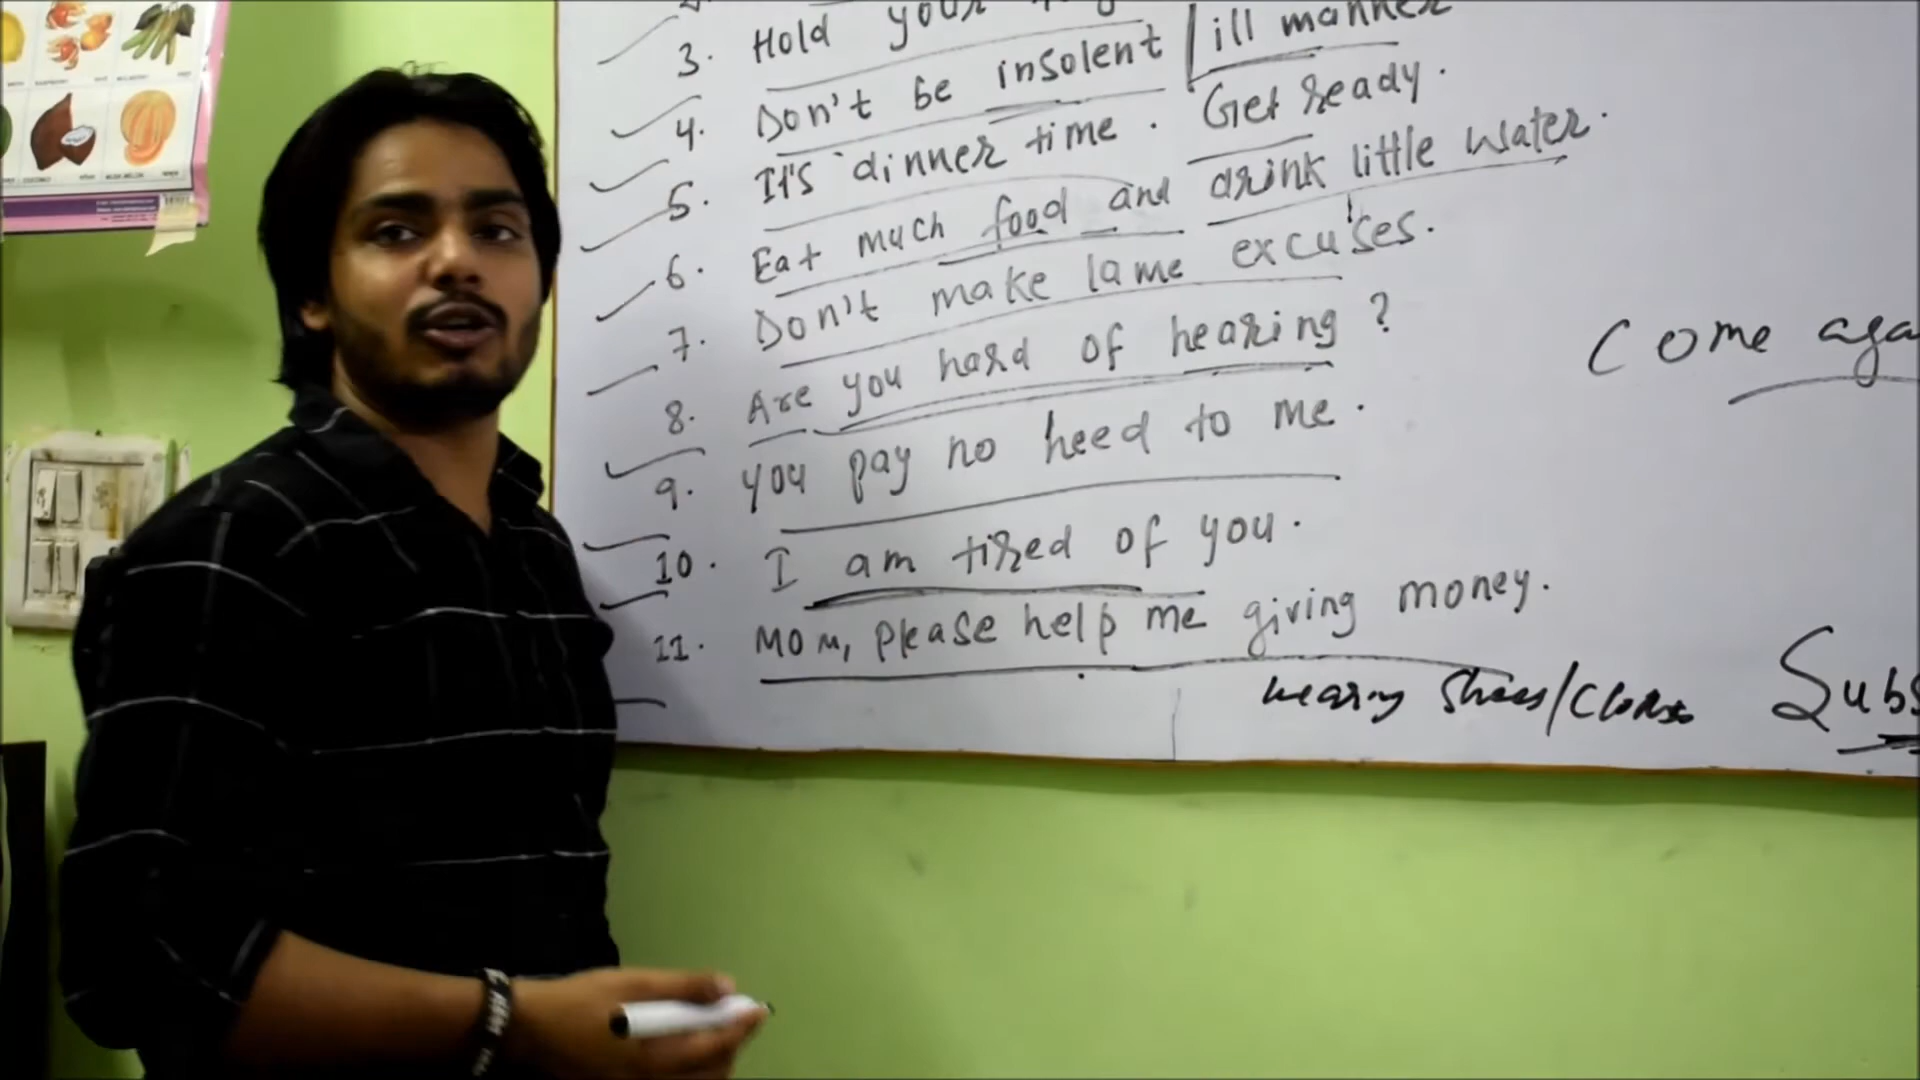 3. Hold your
4. Don't be insolent / ill manner
5. It's dinner time. Get ready.
6. Eat much food and drink little water.
7. Don't make lame excuses.
8. Are you hard of hearing?
9. you pay no heed to me.
10. I am tired of you.
11. Mom, please help me giving money.
wearing
Come aga
Subs